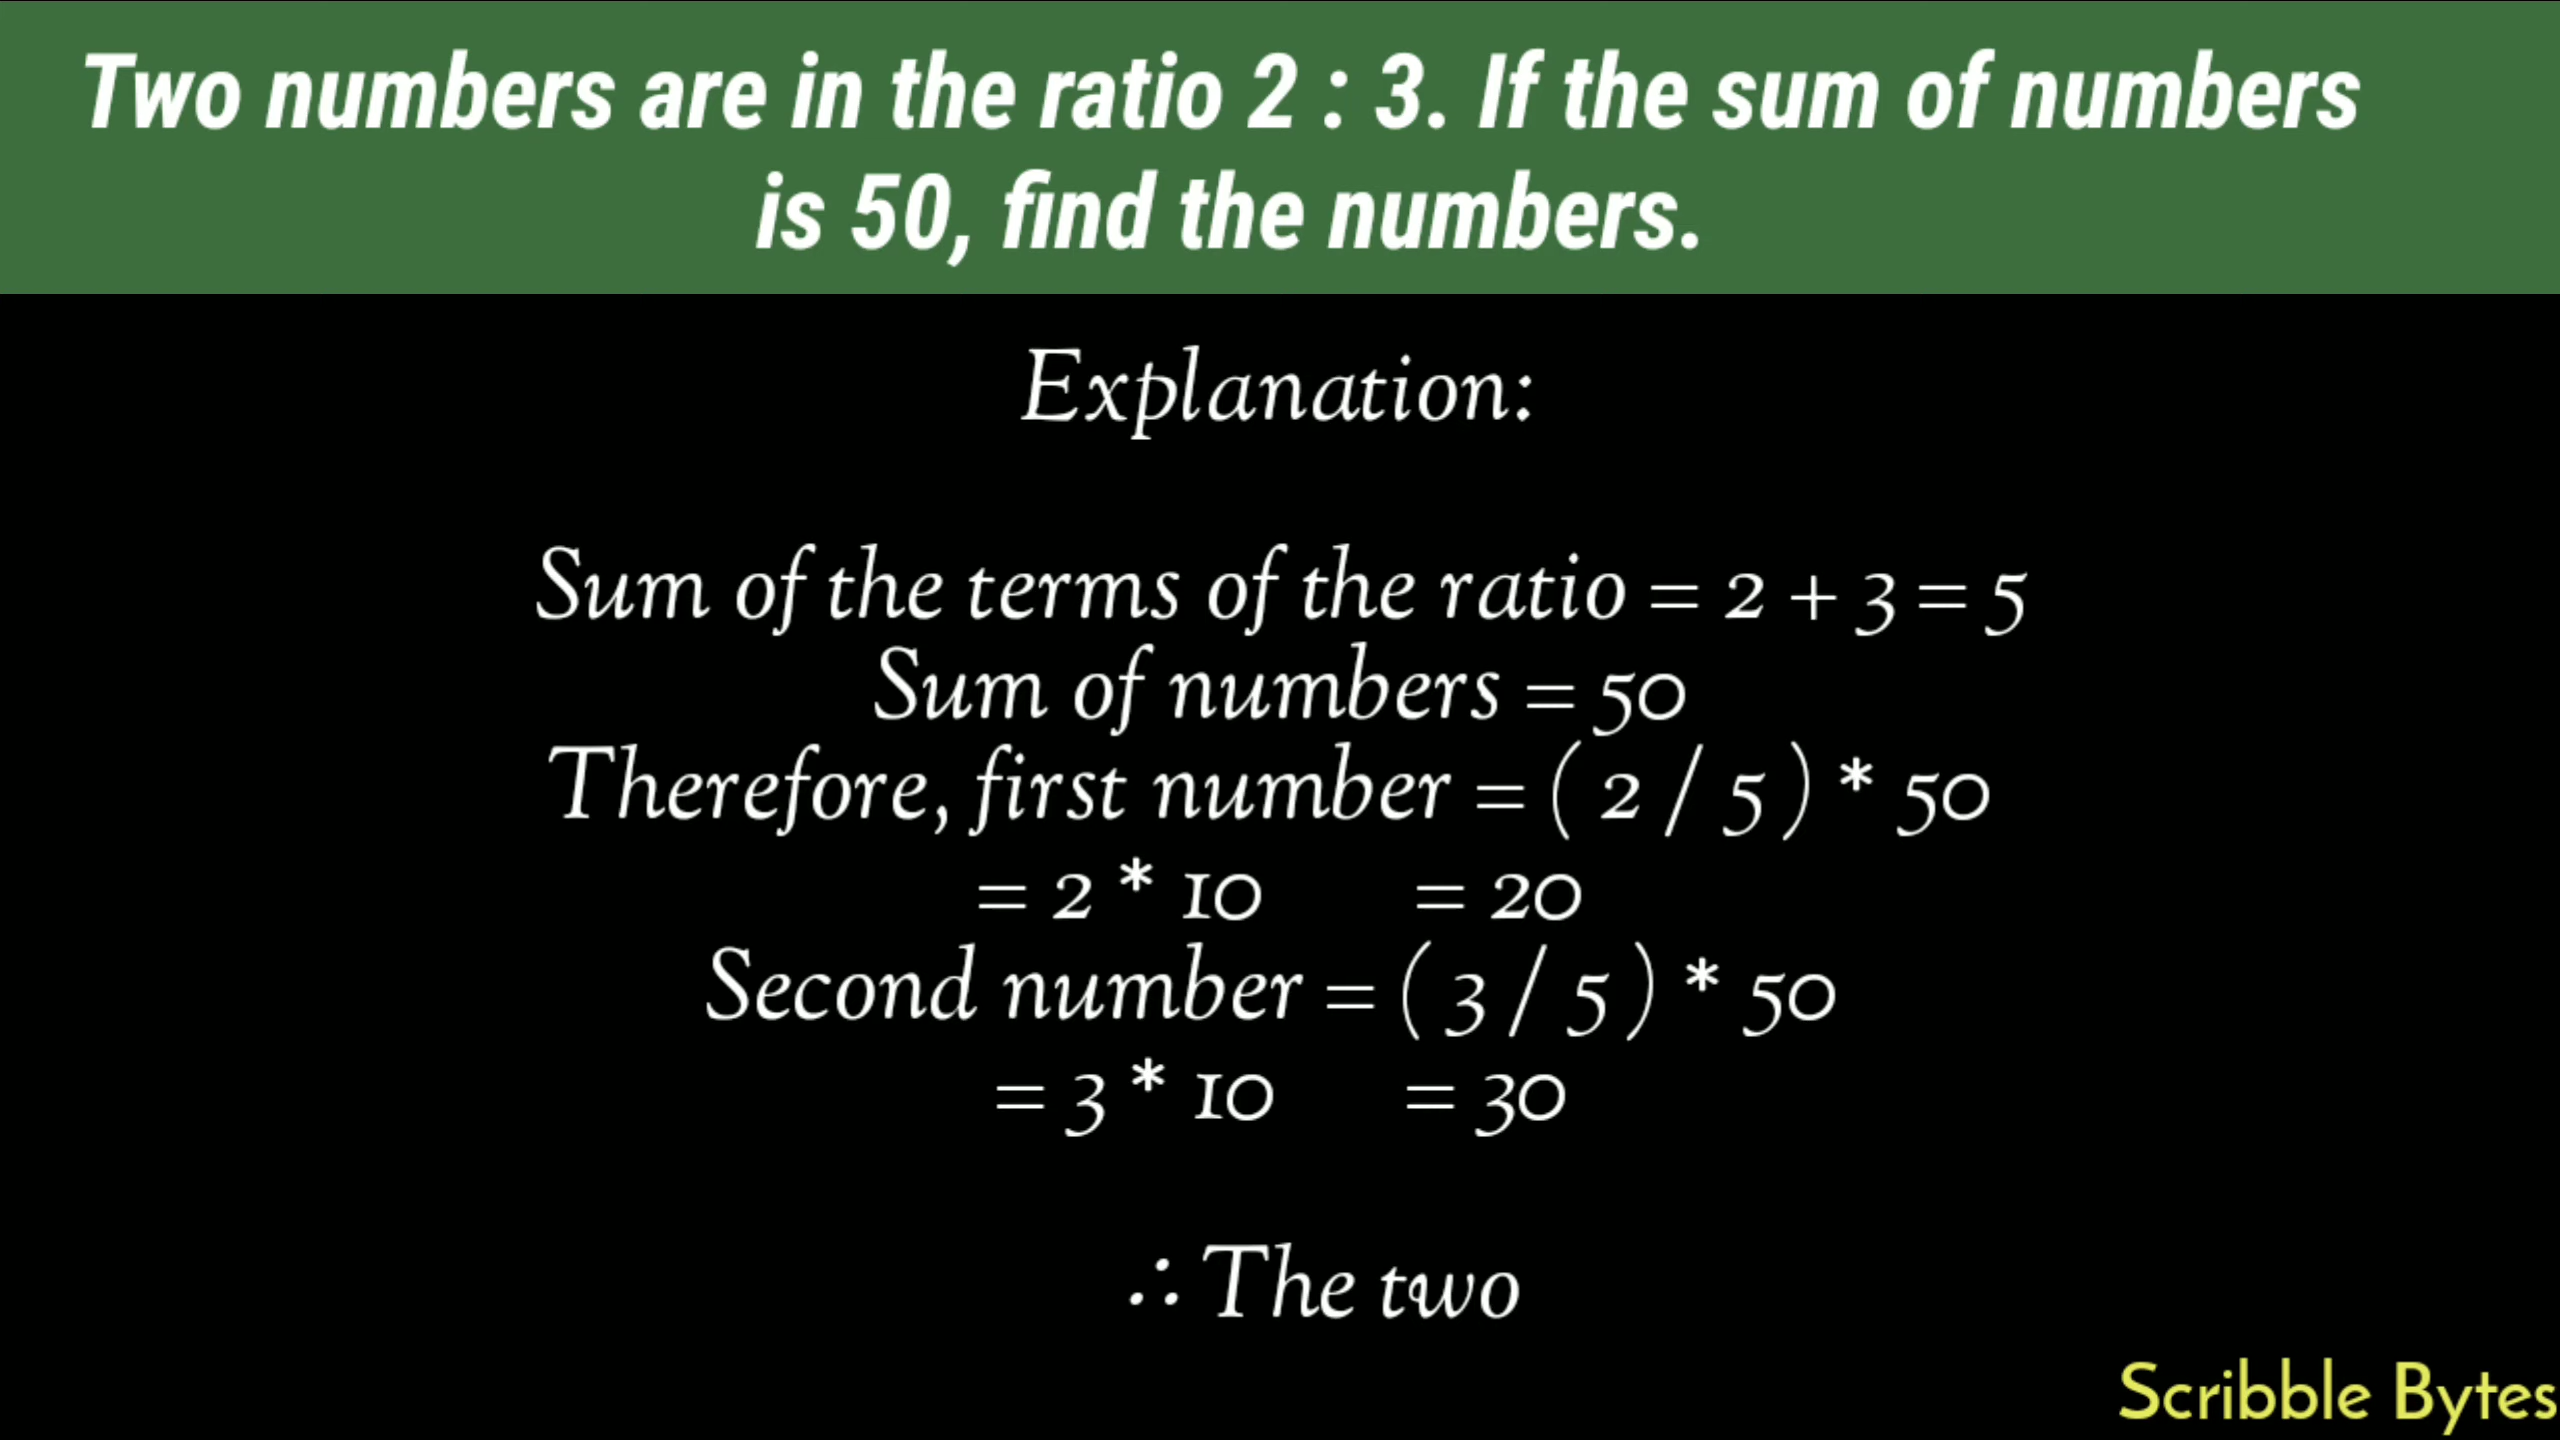 Two numbers are in the ratio 2 : 3. If the sum of numbers
is 50, find the numbers.
Explanation:
Sum of the terms of the ratio = 2 + 3 = 5
Sum of numbers = 50
Therefore, first number = ( 2 / 5 ) * 50
= 2 * 10 = 20
Second number = ( 3 / 5 ) * 50
= 3 * 10 = 30
∴ The two
Scribble Bytes